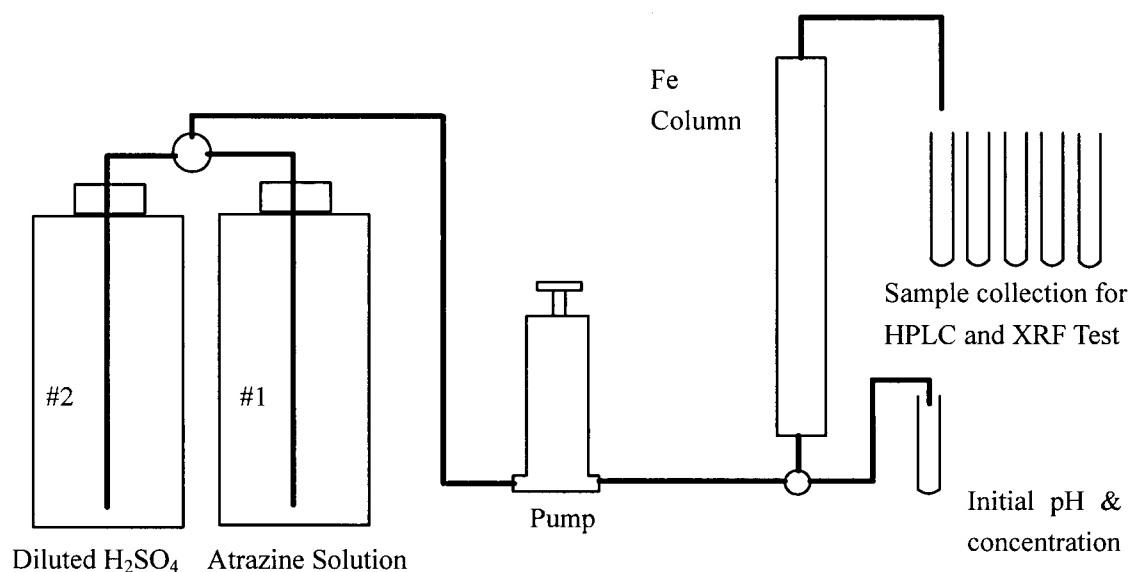 Fe
Column
#2
#1
Sample collection for
HPLC and XRF Test
Pump
Initial pH &
concentration
Diluted H₂SO₄
Atrazine Solution